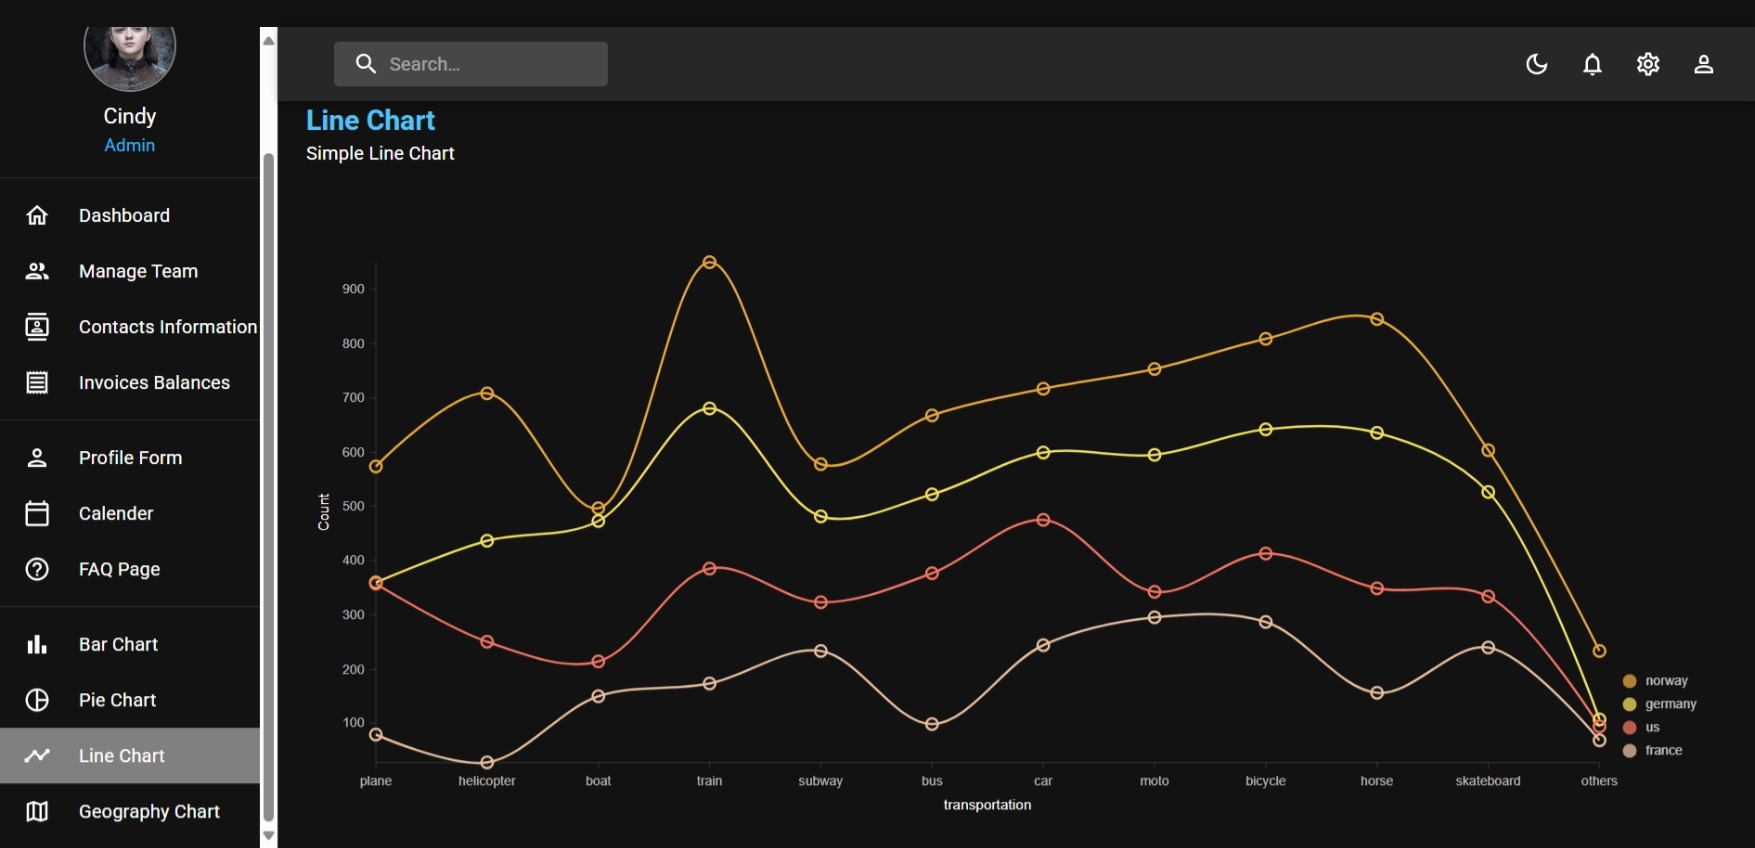 Cindy
Admin
Dashboard
Manage Team
Contacts Information
Invoices Balances
Profile Form
Calender
FAQ Page
Bar Chart
Pie Chart
Line Chart
Geography Chart
Search...
Line Chart
Simple Line Chart
900
800
700
600
500
400
300
200
100
Count
plane helicopter boat train subway bus car moto bicycle horse skateboard others
transportation
norway
germany
us
france